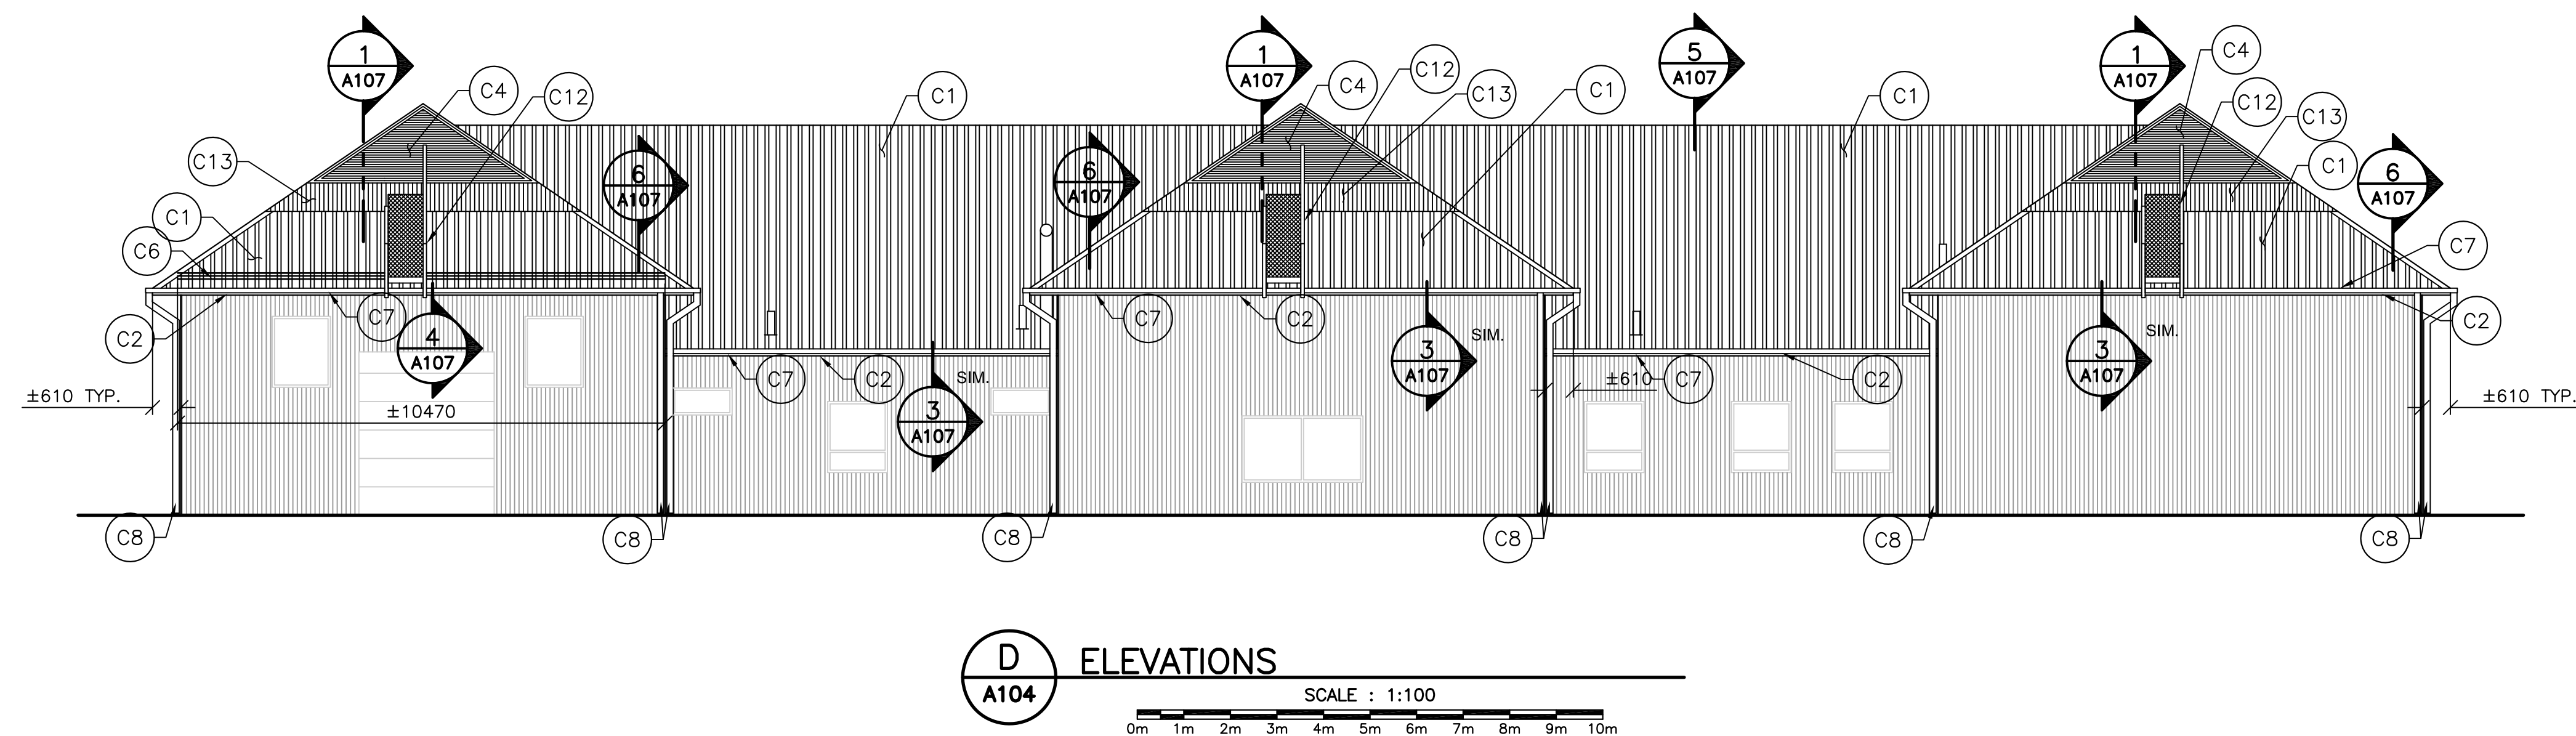 1
A107
1
A107
5
A107
1
A107
C4
C12
C1
C4
C12
C13
C1
C1
C4
C12
C13
C13
C1
C6
6
A107
6
A107
C1
6
A107
C7
C2
C7
4
A107
C7
C2
3
A107
SIM.
3
A107
SIM.
C2
±610 TYP.
±10470
C7
C2
3
A107
SIM.
±610
C7
C2
±610 TYP.
C8
C8
C8
C8
C8
C8
D
A104
ELEVATIONS
SCALE : 1:100
0m 1m 2m 3m 4m 5m 6m 7m 8m 9m 10m